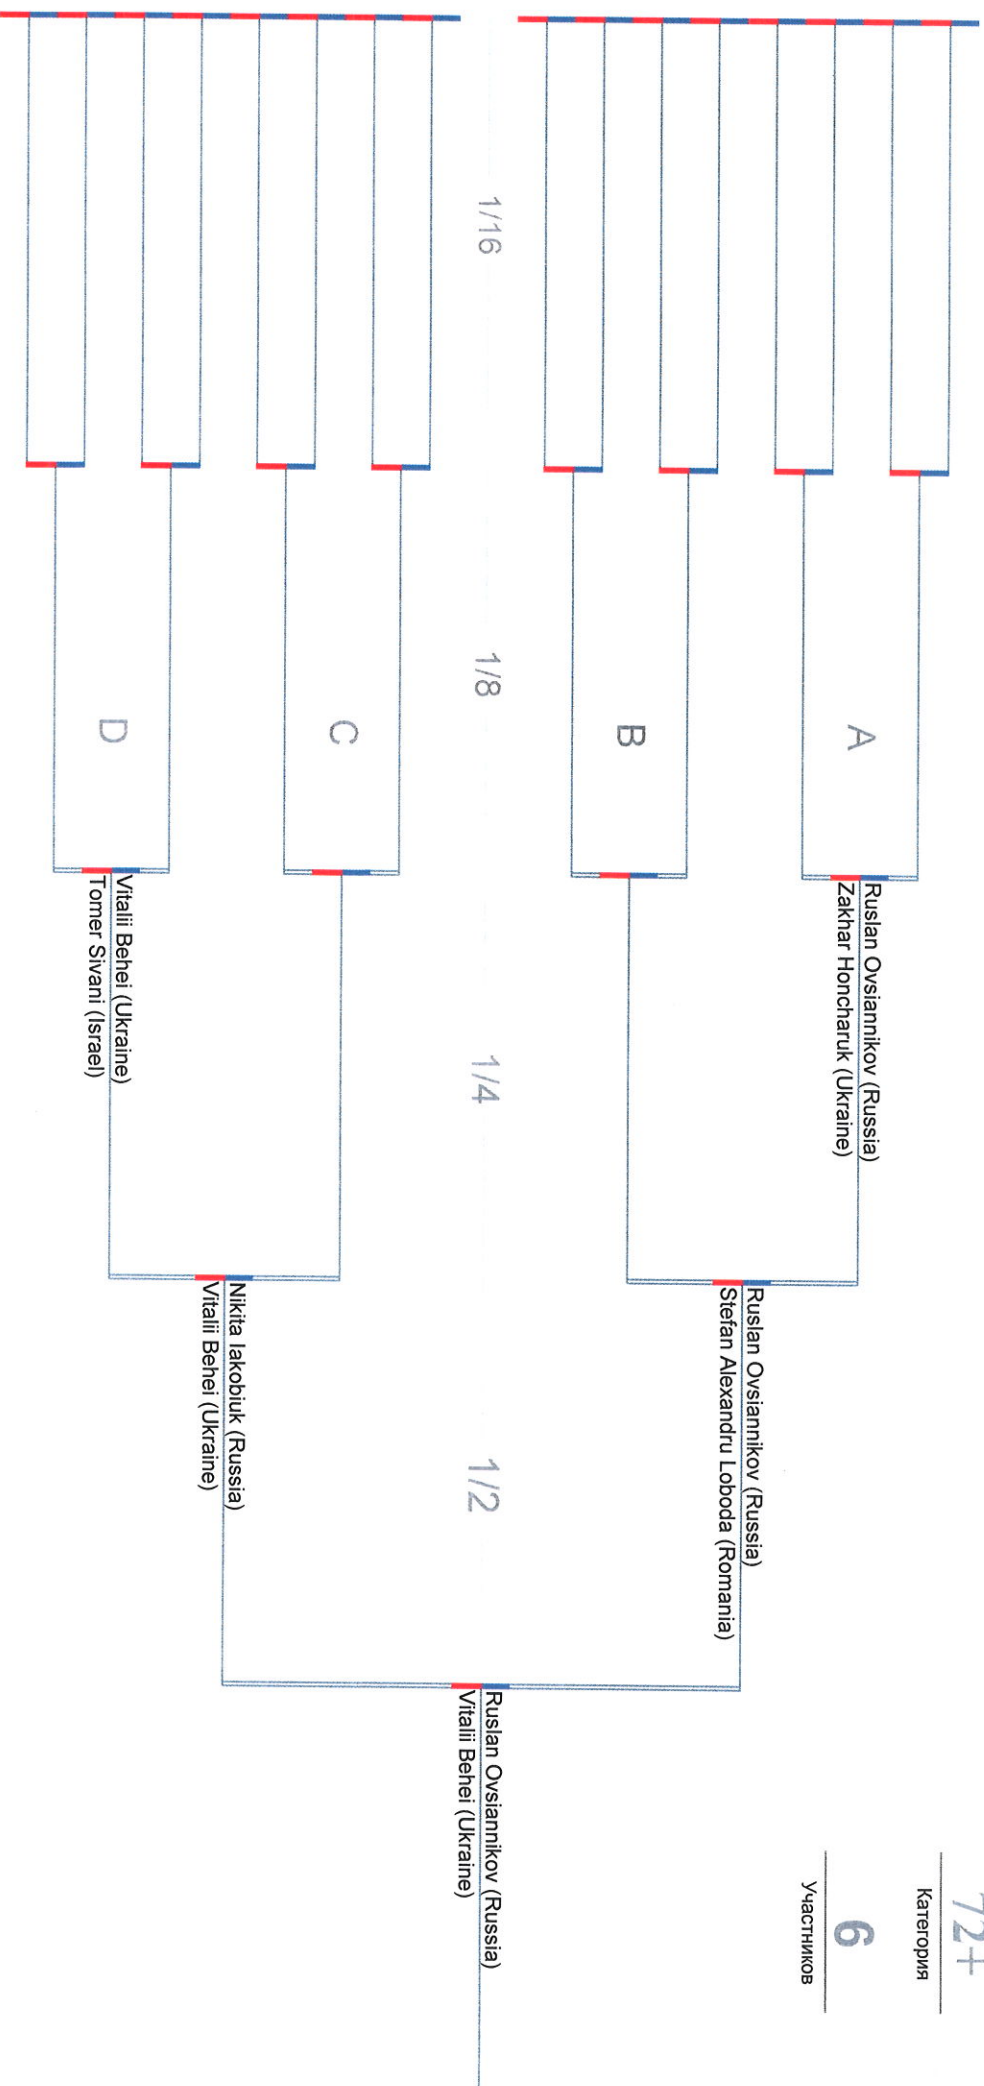 72+
Категория
6
Участников
1/16
1/8
1/4
1/2
A
B
C
D
Ruslan Ovsiannikov (Russia)
Zakhar Honcharuk (Ukraine)
Vitalii Behei (Ukraine)
Tomer Sivani (Israel)
Ruslan Ovsiannikov (Russia)
Stefan Alexandru Loboda (Romania)
Nikita Iakobiuk (Russia)
Vitalii Behei (Ukraine)
Ruslan Ovsiannikov (Russia)
Vitalii Behei (Ukraine)